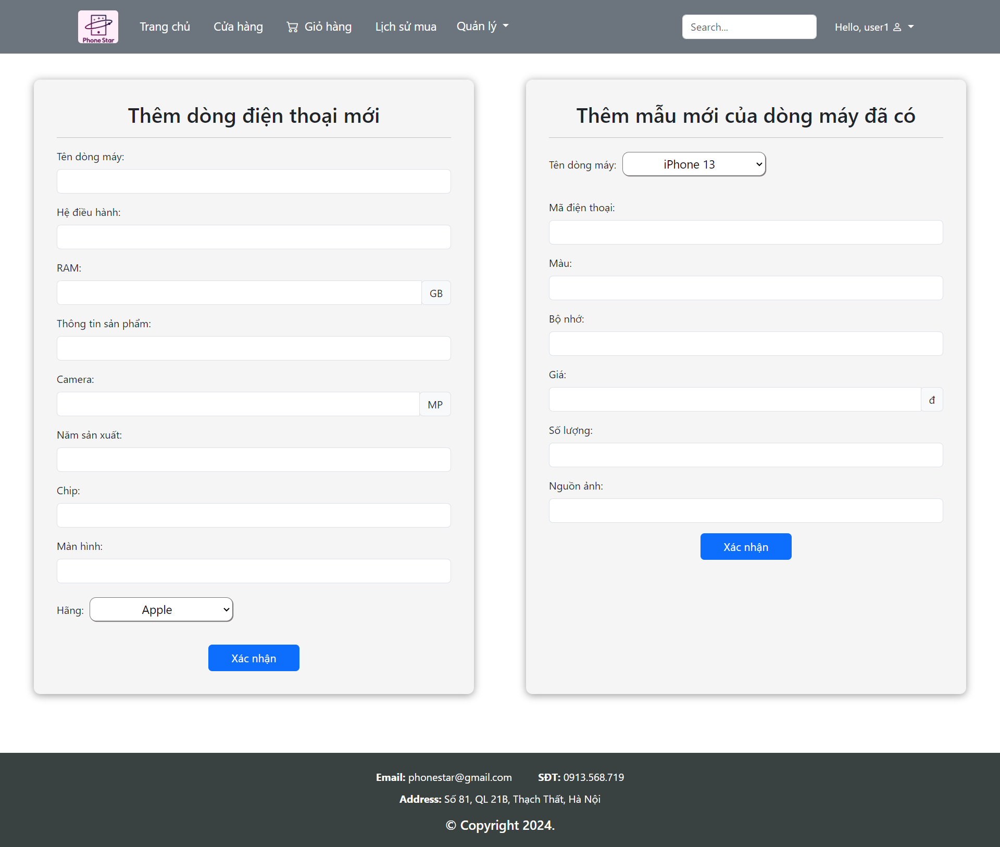 Phone Star
Trang chủ
Cửa hàng
Giỏ hàng
Lịch sử mua
Quản lý
Search...
Hello, user1
Thêm dòng điện thoại mới
Tên dòng máy:
Hệ điều hành:
RAM:
GB
Thông tin sản phẩm:
Camera:
MP
Năm sản xuất:
Chip:
Màn hình:
Hãng:
Apple
Xác nhận
Thêm mẫu mới của dòng máy đã có
Tên dòng máy:
iPhone 13
Mã điện thoại:
Màu:
Bộ nhớ:
Giá:
đ
Số lượng:
Nguồn ảnh:
Xác nhận
Email: phonestar@gmail.com
SĐT: 0913.568.719
Address: Số 81, QL 21B, Thạch Thất, Hà Nội
© Copyright 2024.